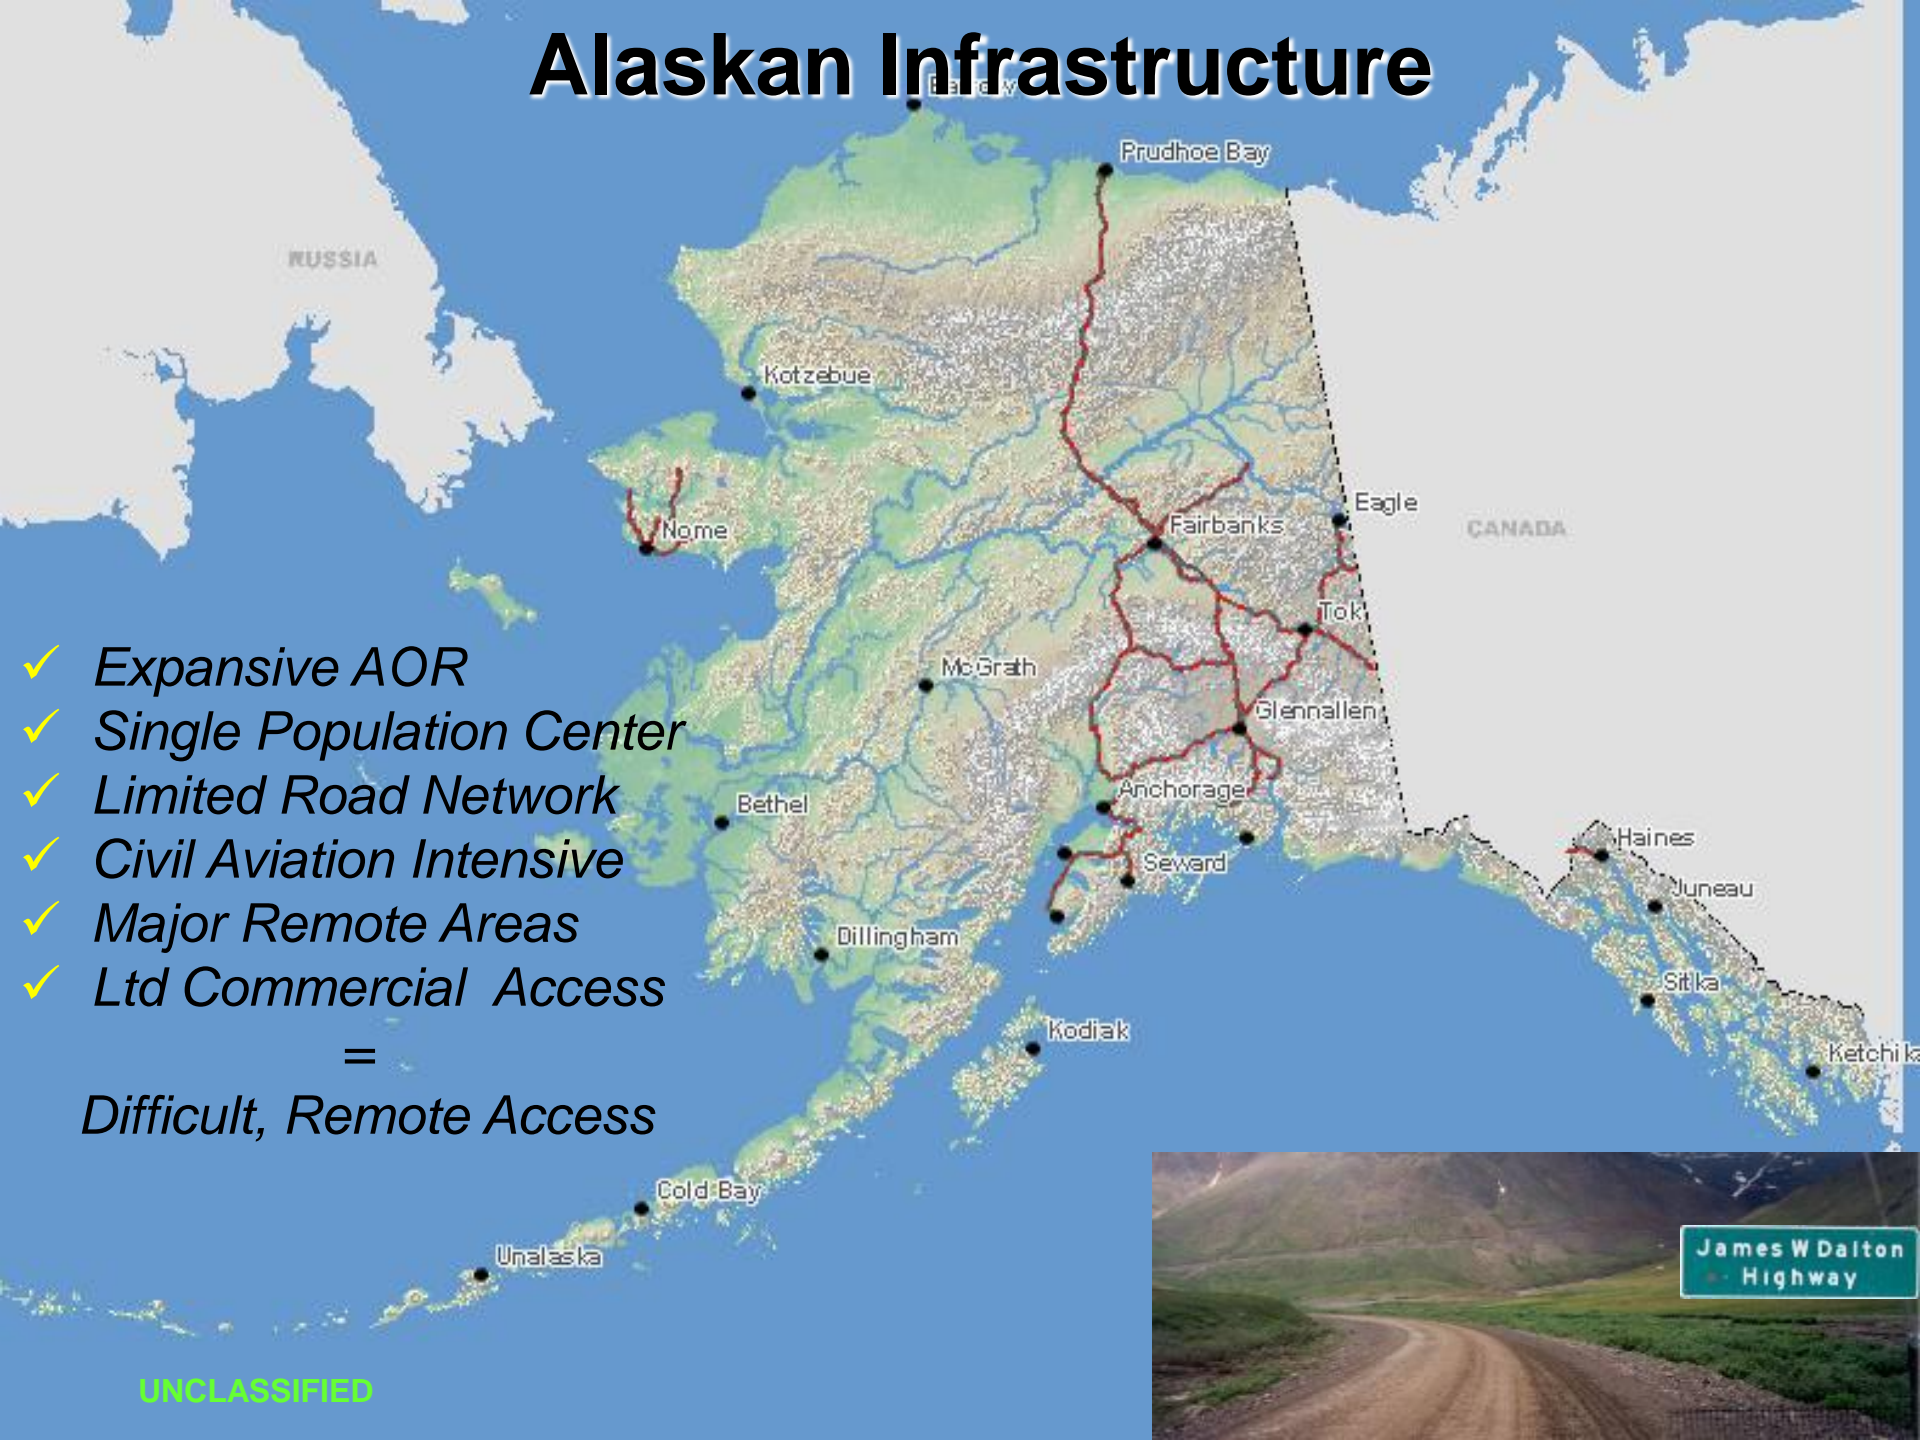 Alaskan Infrastructure
Barrow
Prudhoe Bay
RUSSIA
Kotzebue
Eagle
CANADA
Fairbanks
Nome
Tok
✓ Expansive AOR
McGrath
✓ Single Population Center
Glennallen
✓ Limited Road Network
Anchorage
Bethel
✓ Civil Aviation Intensive
Haines
Seward
Juneau
✓ Major Remote Areas
Dillingham
✓ Ltd Commercial Access
Sitka
Kodiak
=
Ketchika
Difficult, Remote Access
Cold Bay
Unalaska
James W Dalton
Highway
UNCLASSIFIED